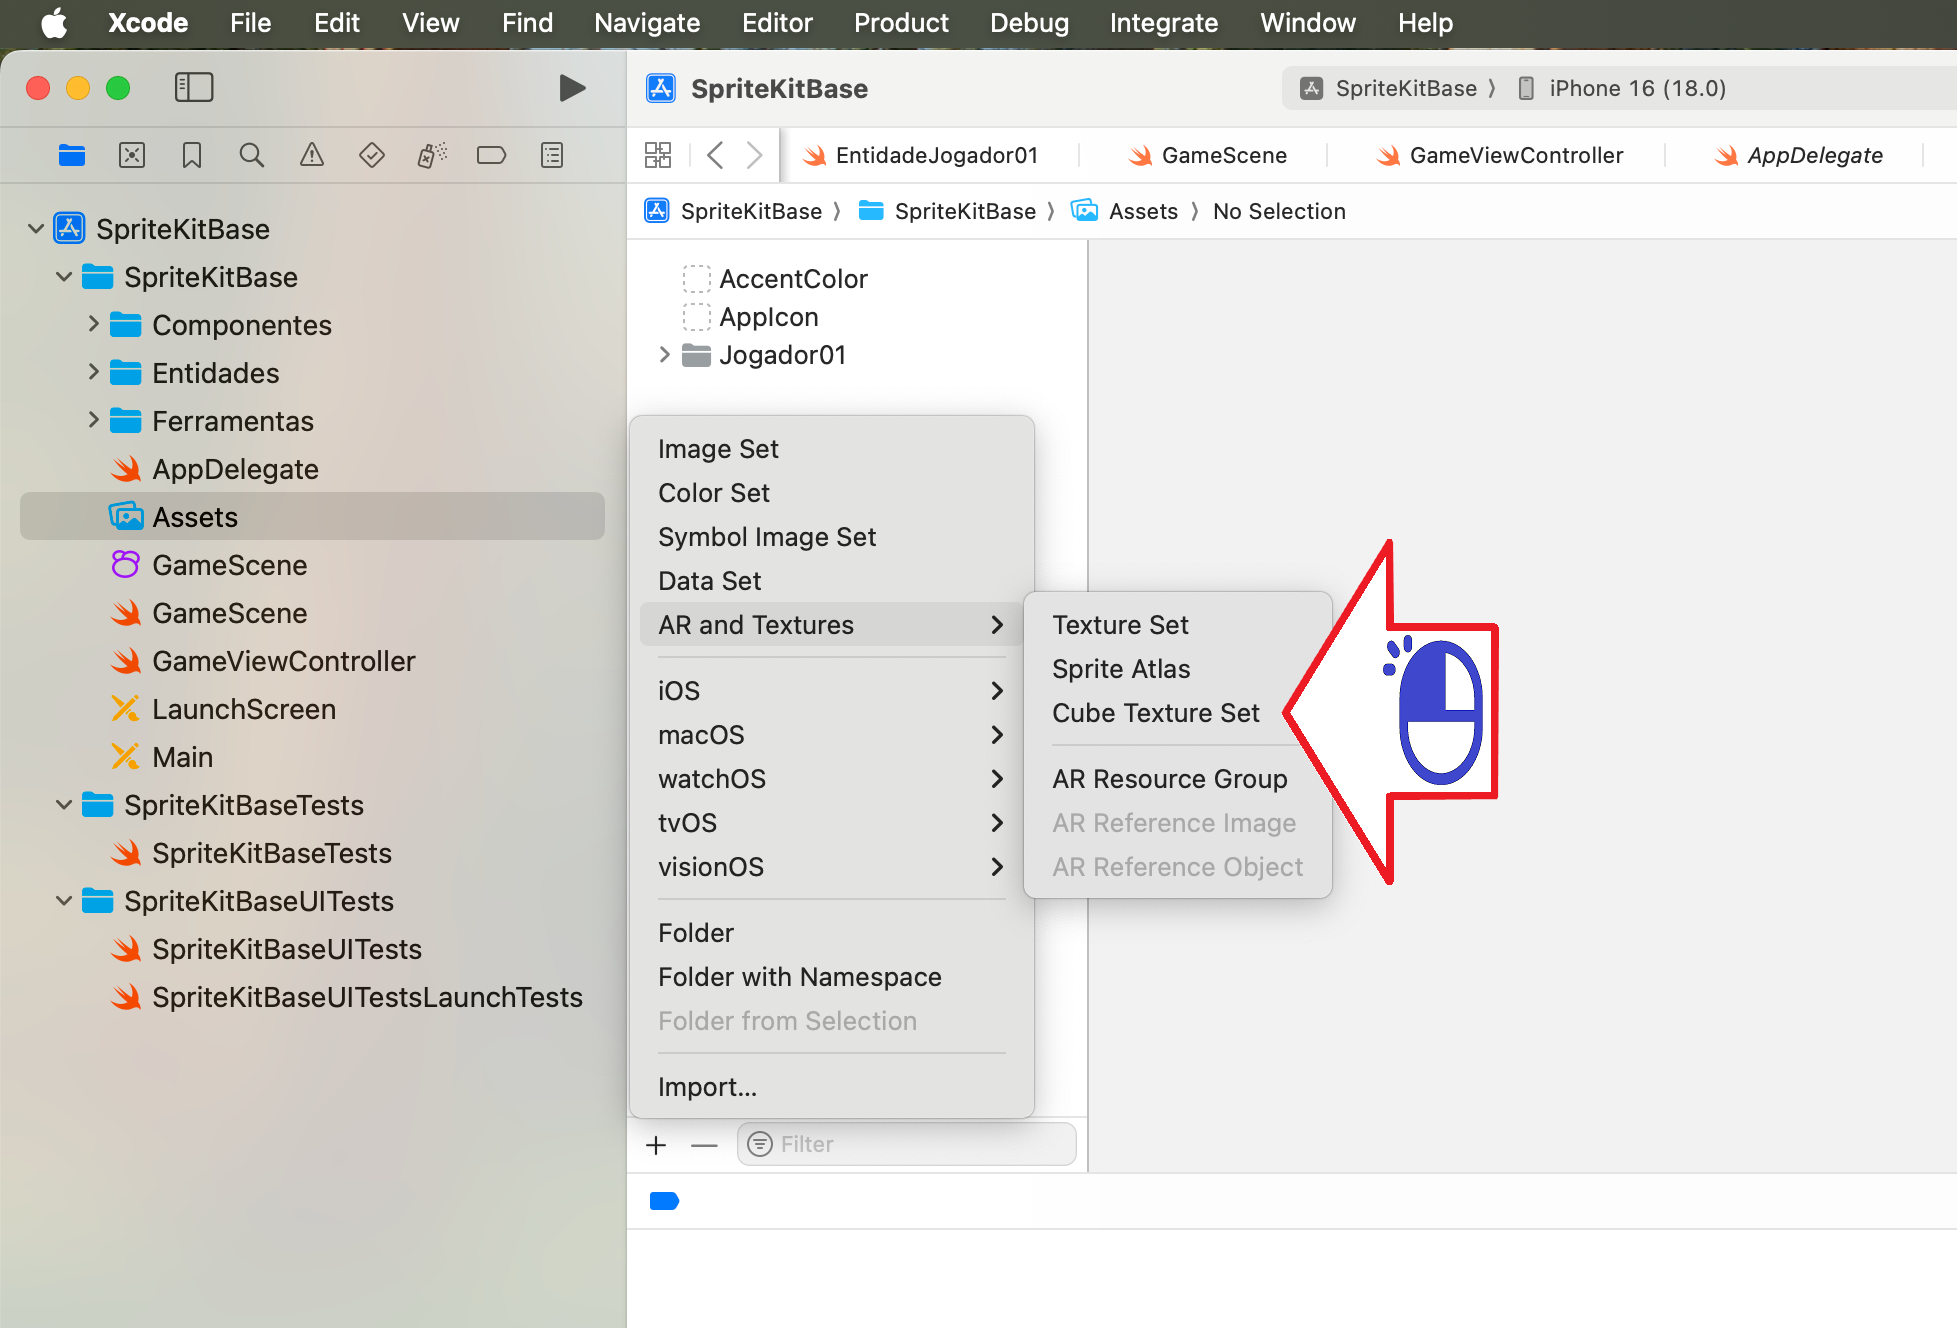 Xcode File Edit View Find Navigate Editor Product Debug Integrate Window Help
SpriteKitBase
SpriteKitBase iPhone 16 (18.0)
EntidadeJogador01 GameScene GameViewController AppDelegate
SpriteKitBase SpriteKitBase Assets No Selection
SpriteKitBase
SpriteKitBase
Componentes
Entidades
Ferramentas
AppDelegate
Assets
GameScene
GameScene
GameViewController
LaunchScreen
Main
SpriteKitBaseTests
SpriteKitBaseTests
SpriteKitBaseUITests
SpriteKitBaseUITests
SpriteKitBaseUITestsLaunchTests
AccentColor
AppIcon
Jogador01
Image Set
Color Set
Symbol Image Set
Data Set
AR and Textures
iOS
macOS
watchOS
tvOS
visionOS
Folder
Folder with Namespace
Folder from Selection
Import...
Texture Set
Sprite Atlas
Cube Texture Set
AR Resource Group
AR Reference Image
AR Reference Object
Filter